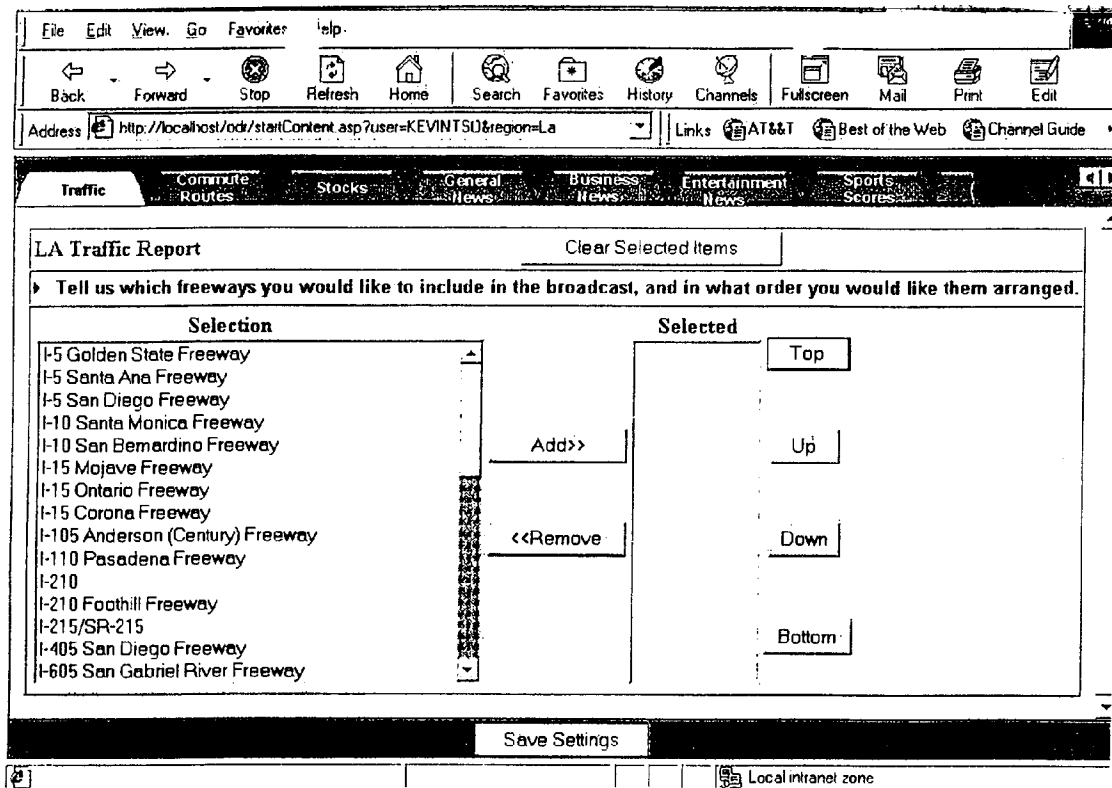 File Edit View. Go Favorites Help
Back Forward Stop Refresh Home Search Favorites History Channels Fullscreen Mail Print Edit
Address http://localhost/odr/startContent.asp?user=KEVINTSO&region=La Links AT&T Best of the Web Channel Guide
Traffic Commute Routes Stocks General News Business News Entertainment News Sports Scores
LA Traffic Report Clear Selected Items
Tell us which freeways you would like to include in the broadcast, and in what order you would like them arranged.
Selection Selected
I-5 Golden State Freeway
I-5 Santa Ana Freeway
I-5 San Diego Freeway
I-10 Santa Monica Freeway
I-10 San Bernardino Freeway
I-15 Mojave Freeway
I-15 Ontario Freeway
I-15 Corona Freeway
I-105 Anderson (Century) Freeway
I-110 Pasadena Freeway
I-210
I-210 Foothill Freeway
I-215/SR-215
I-405 San Diego Freeway
I-605 San Gabriel River Freeway
Add>>
<<Remove
Top
Up
Down
Bottom
Save Settings
Local intranet zone